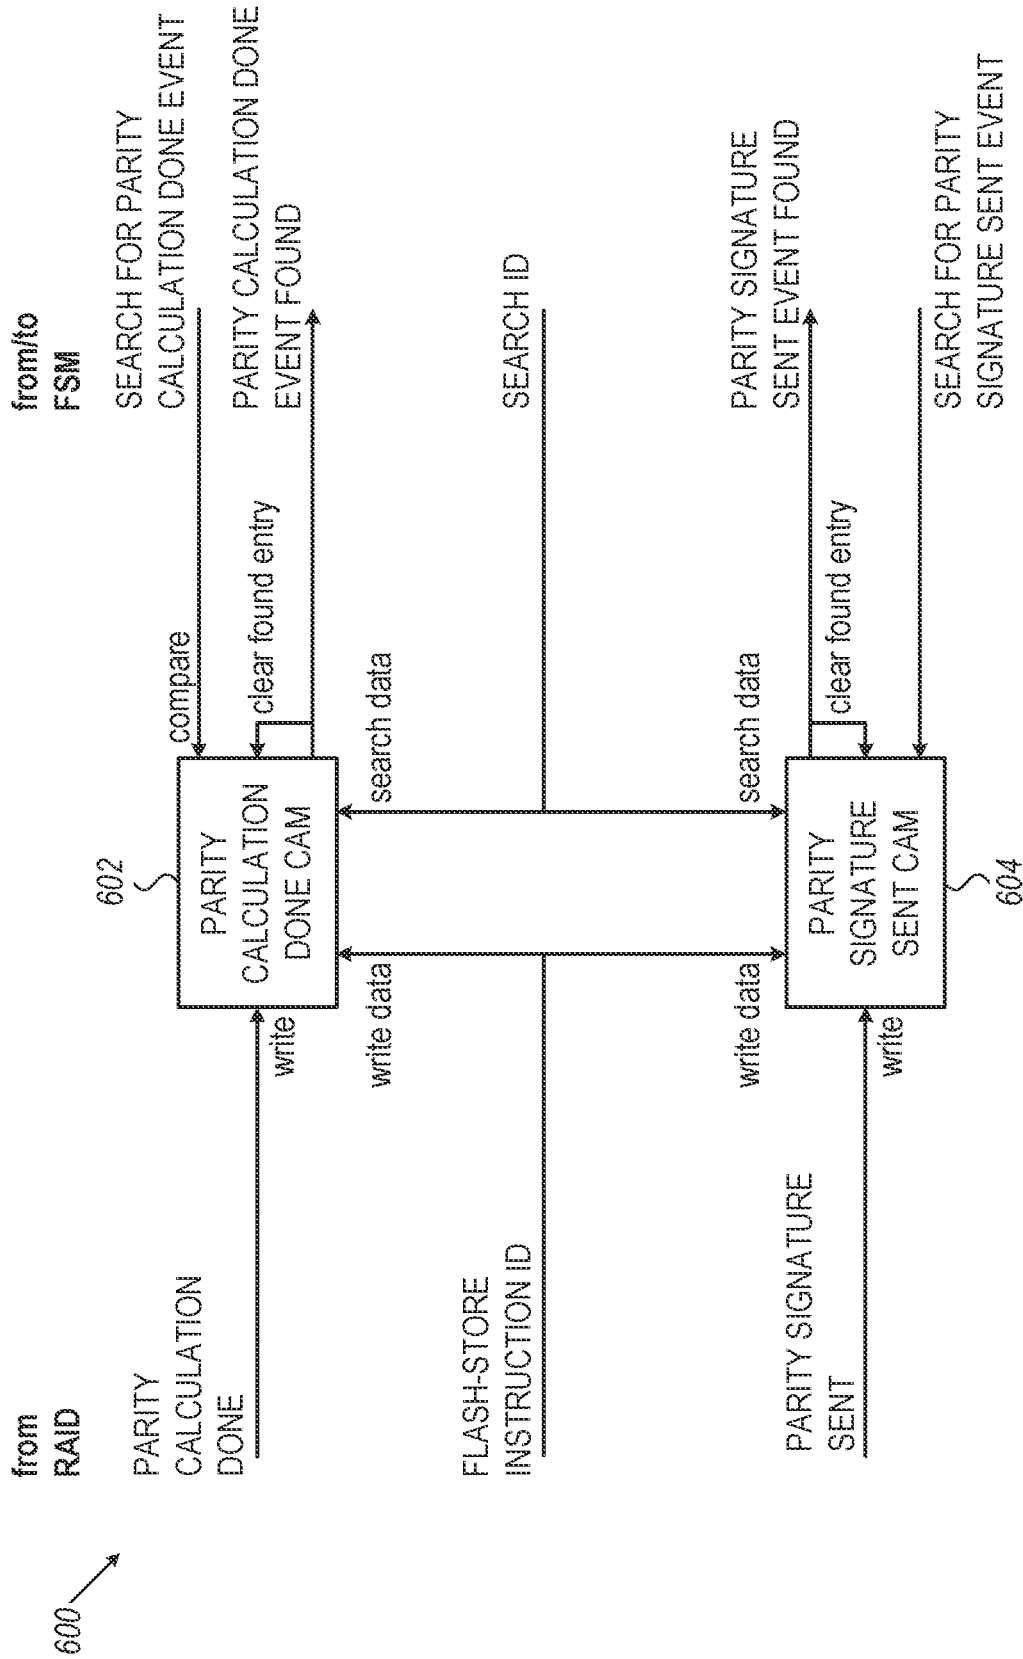 600
from
RAID
from/to
FSM
PARITY
CALCULATION
DONE
write
602
PARITY
CALCULATION
DONE CAM
compare
SEARCH FOR PARITY
CALCULATION DONE EVENT
clear found entry
PARITY CALCULATION DONE
EVENT FOUND
write data
search data
FLASH-STORE
INSTRUCTION ID
SEARCH ID
write data
search data
PARITY SIGNATURE
SENT
write
PARITY
SIGNATURE
SENT CAM
604
PARITY SIGNATURE
SENT EVENT FOUND
clear found entry
SEARCH FOR PARITY
SIGNATURE SENT EVENT